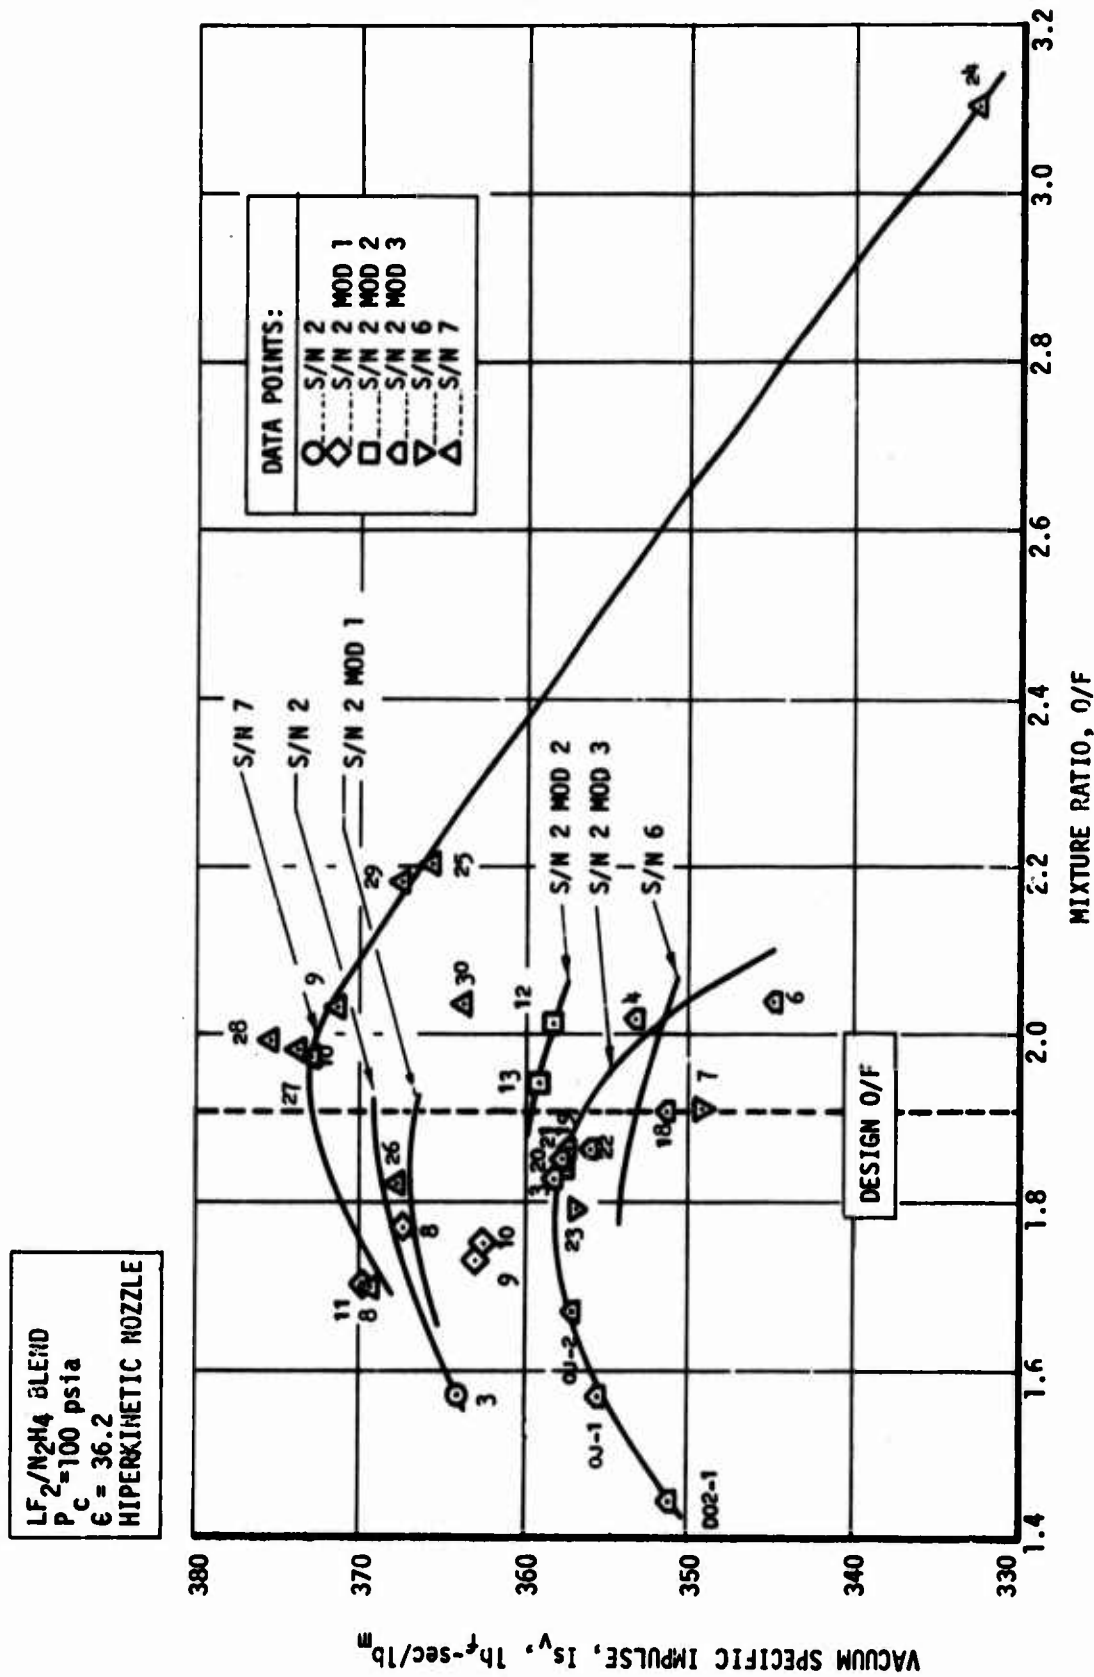 LF2/N2H4 BLEND
Pc=100 psia
ϵ = 36.2
HIPERKINETIC NOZZLE
DATA POINTS:
S/N 2
S/N 2 MOD 1
S/N 2 MOD 2
S/N 2 MOD 3
S/N 6
S/N 7
S/N 7
S/N 2
S/N 2 MOD 1
S/N 2 MOD 2
S/N 2 MOD 3
S/N 6
28
27
10
9
29
25
30
24
26
11
8
8
9
10
3
12
13
4
6
20
21
19
3
22
18
7
23
OJ-2
OJ-1
DO2-1
DESIGN O/F
VACUUM SPECIFIC IMPULSE, Isv, lbf-sec/lbm
380
370
360
350
340
330
1.4
1.6
1.8
2.0
2.2
2.4
2.6
2.8
3.0
3.2
MIXTURE RATIO, O/F